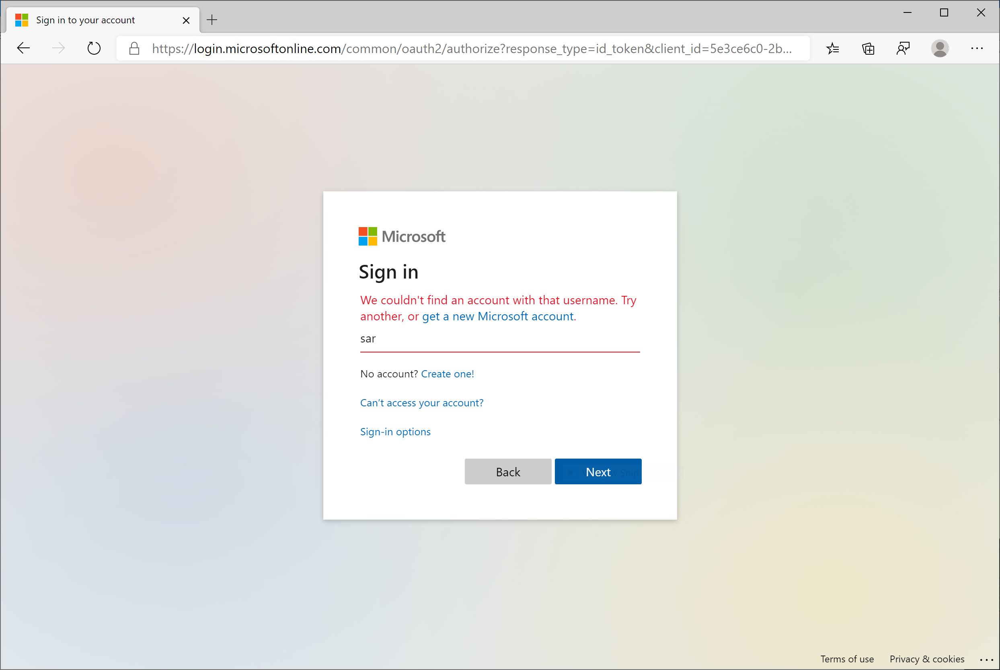 Sign in to your account
https://login.microsoftonline.com/common/oauth2/authorize?response_type=id_token&client_id=5e3ce6c0-2b...
Microsoft
Sign in
We couldn't find an account with that username. Try
another, or get a new Microsoft account.
sar
No account? Create one!
Can’t access your account?
Sign-in options
Back
Next
Terms of use
Privacy & cookies